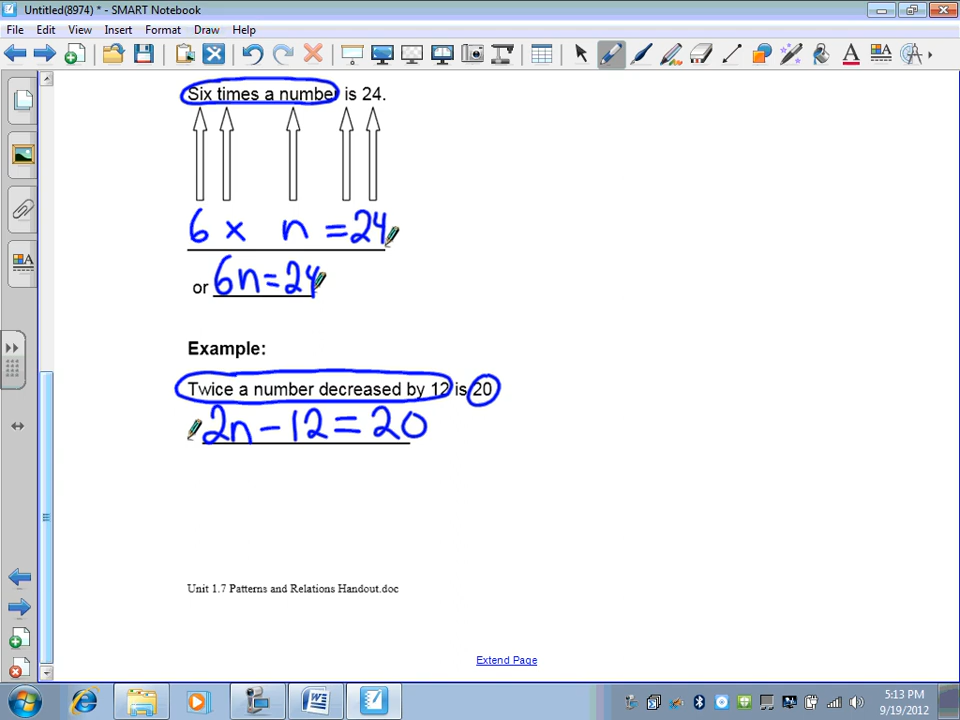 Untitled(8974) * - SMART Notebook
File Edit View Insert Format Draw Help
Six times a number is 24.
6 x n = 24
or 6n = 24
Example:
Twice a number decreased by 12 is 20
2n - 12 = 20
Unit 1.7 Patterns and Relations Handout.doc
Extend Page
5:13 PM
9/19/2012